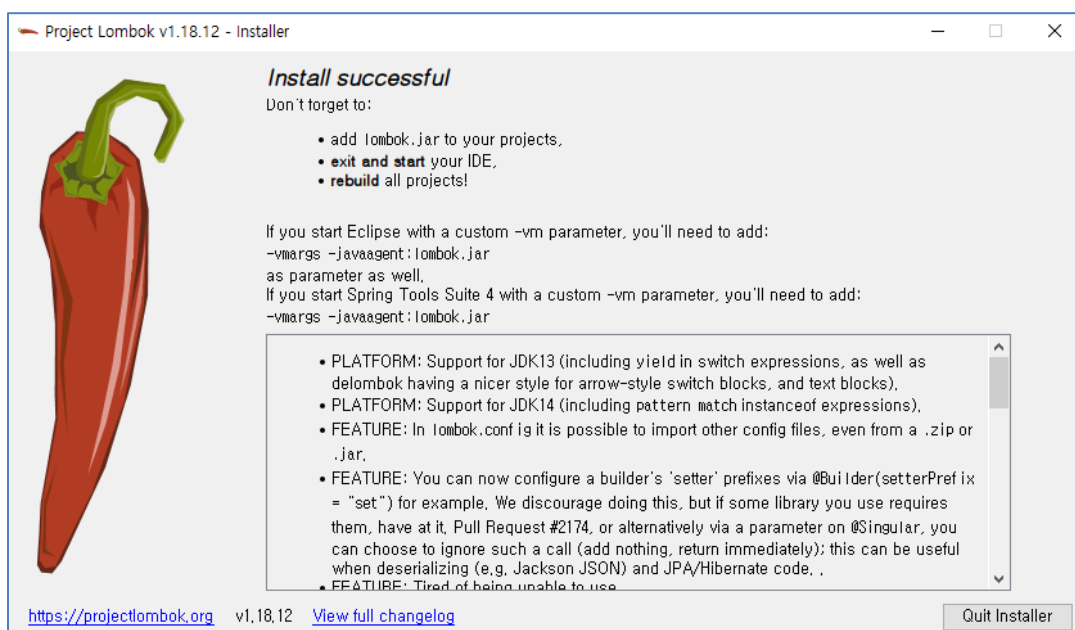 Project Lombok v1.18.12 - Installer
Install successful
Don't forget to:
• add lombok.jar to your projects,
• exit and start your IDE,
• rebuild all projects!
If you start Eclipse with a custom -vm parameter, you'll need to add:
-vmargs -javaagent:lombok.jar
as parameter as well.
If you start Spring Tools Suite 4 with a custom -vm parameter, you'll need to add:
-vmargs -javaagent:lombok.jar
• PLATFORM: Support for JDK13 (including yield in switch expressions, as well as
delombok having a nicer style for arrow-style switch blocks, and text blocks).
• PLATFORM: Support for JDK14 (including pattern match instanceof expressions).
• FEATURE: In lombok.config it is possible to import other config files, even from a .zip or
.jar.
• FEATURE: You can now configure a builder's 'setter' prefixes via @Builder(setterPrefix
= "set") for example. We discourage doing this, but if some library you use requires
them, have at it. Pull Request #2174, or alternatively via a parameter on @Singular, you
can choose to ignore such a call (add nothing, return immediately); this can be useful
when deserializing (e.g. Jackson JSON) and JPA/Hibernate code. .
• FEATURE: Tired of being unable to use
https://projectlombok.org v1.18.12 View full changelog Quit Installer